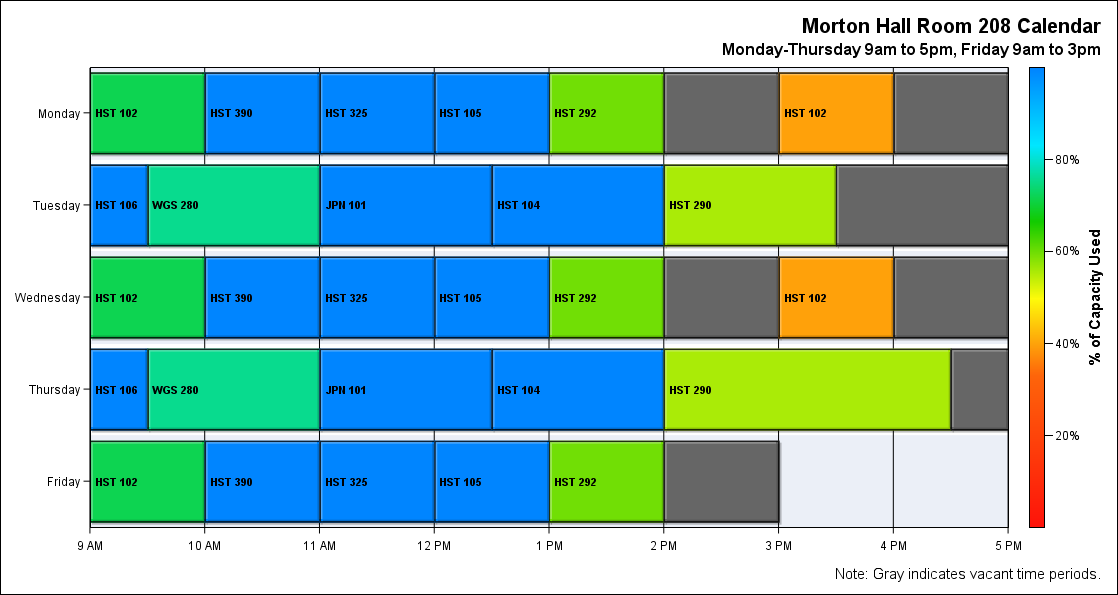 Morton Hall Room 208 Calendar
Monday-Thursday 9am to 5pm, Friday 9am to 3pm
Monday HST 102 HST 390 HST 325 HST 105 HST 292 HST 102
80%
Tuesday HST 106 WGS 280 JPN 101 HST 104 HST 290
60%
% of Capacity Used
Wednesday HST 102 HST 390 HST 325 HST 105 HST 292 HST 102
40%
Thursday HST 106 WGS 280 JPN 101 HST 104 HST 290
20%
Friday HST 102 HST 390 HST 325 HST 105 HST 292
9 AM 10 AM 11 AM 12 PM 1 PM 2 PM 3 PM 4 PM 5 PM
Note: Gray indicates vacant time periods.